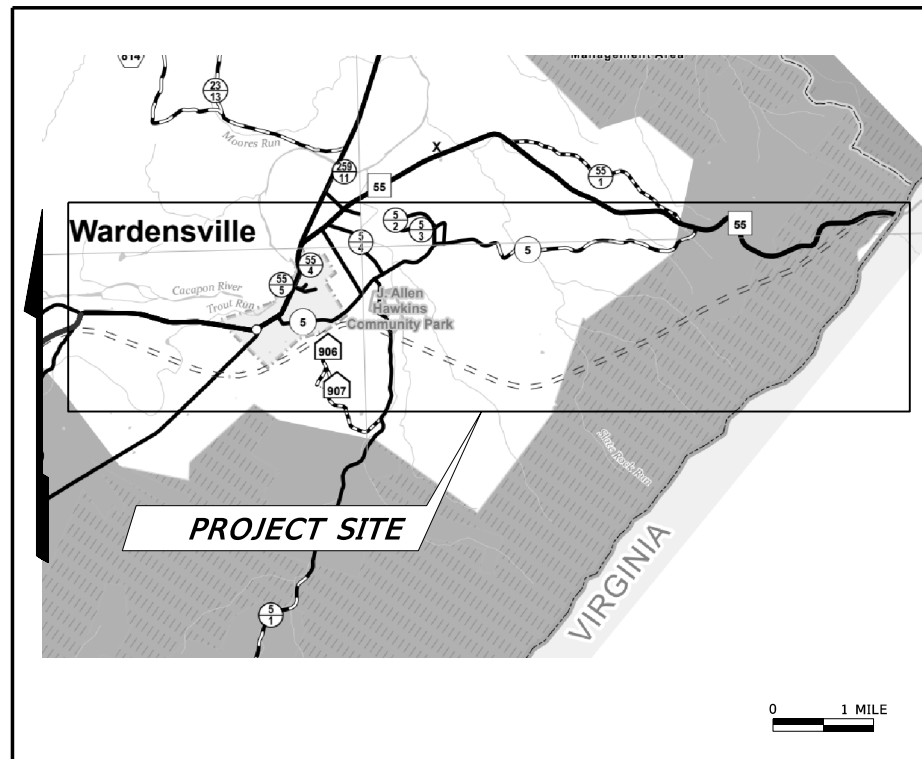 Management Area
814
23
13
Moores Run
259
11
55
55
1
5
2
5
3
55
Wardensville
5
4
5
55
4
55
5
Cacapon River
Trout Run
J. Allen
Hawkins
Community Park
5
906
907
Slate Rock Run
PROJECT SITE
VIRGINIA
5
1
0 1 MILE
X